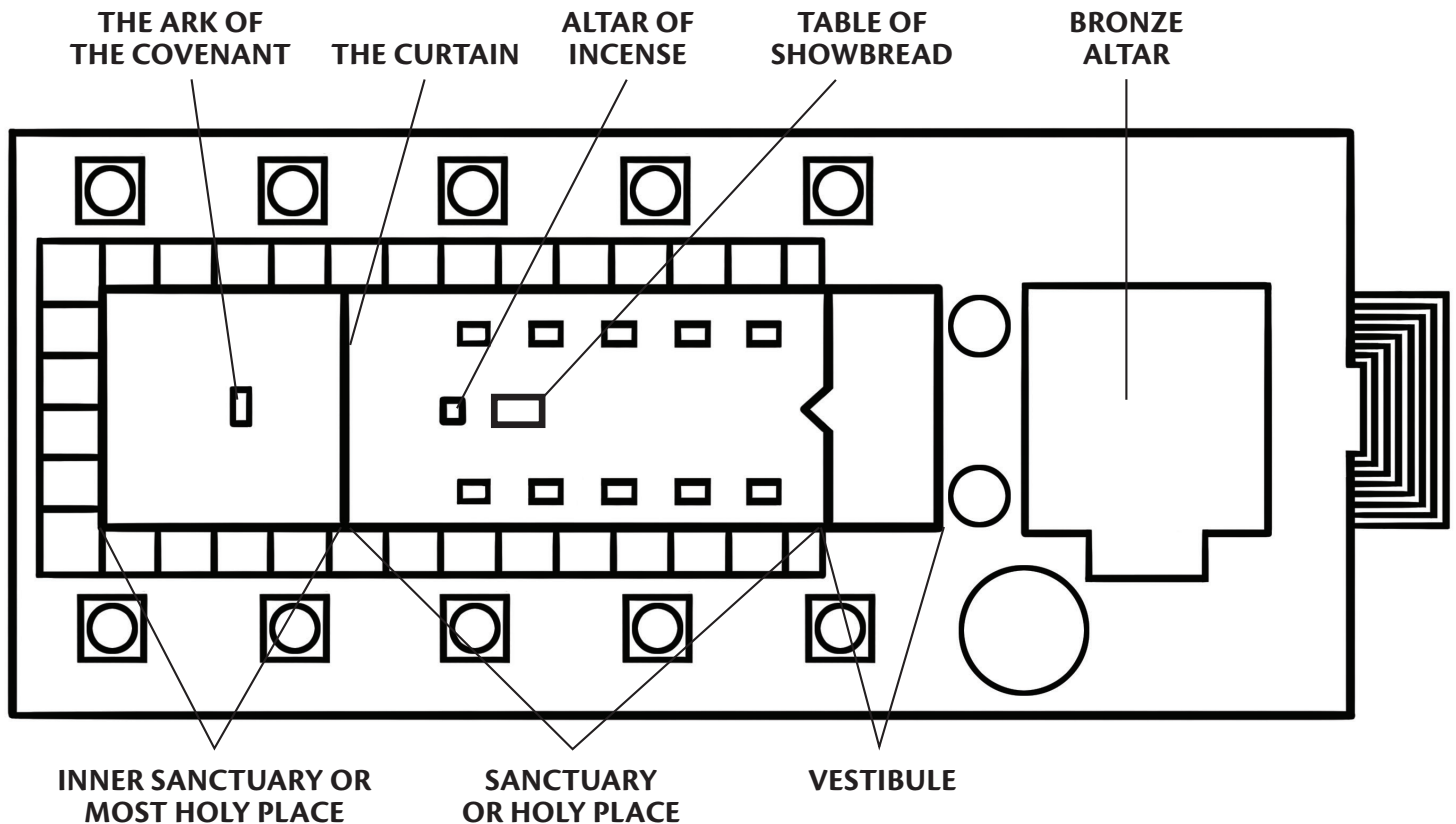 THE ARK OF
THE COVENANT
THE CURTAIN
ALTAR OF
INCENSE
TABLE OF
SHOWBREAD
BRONZE
ALTAR
INNER SANCTUARY OR
MOST HOLY PLACE
SANCTUARY
OR HOLY PLACE
VESTIBULE